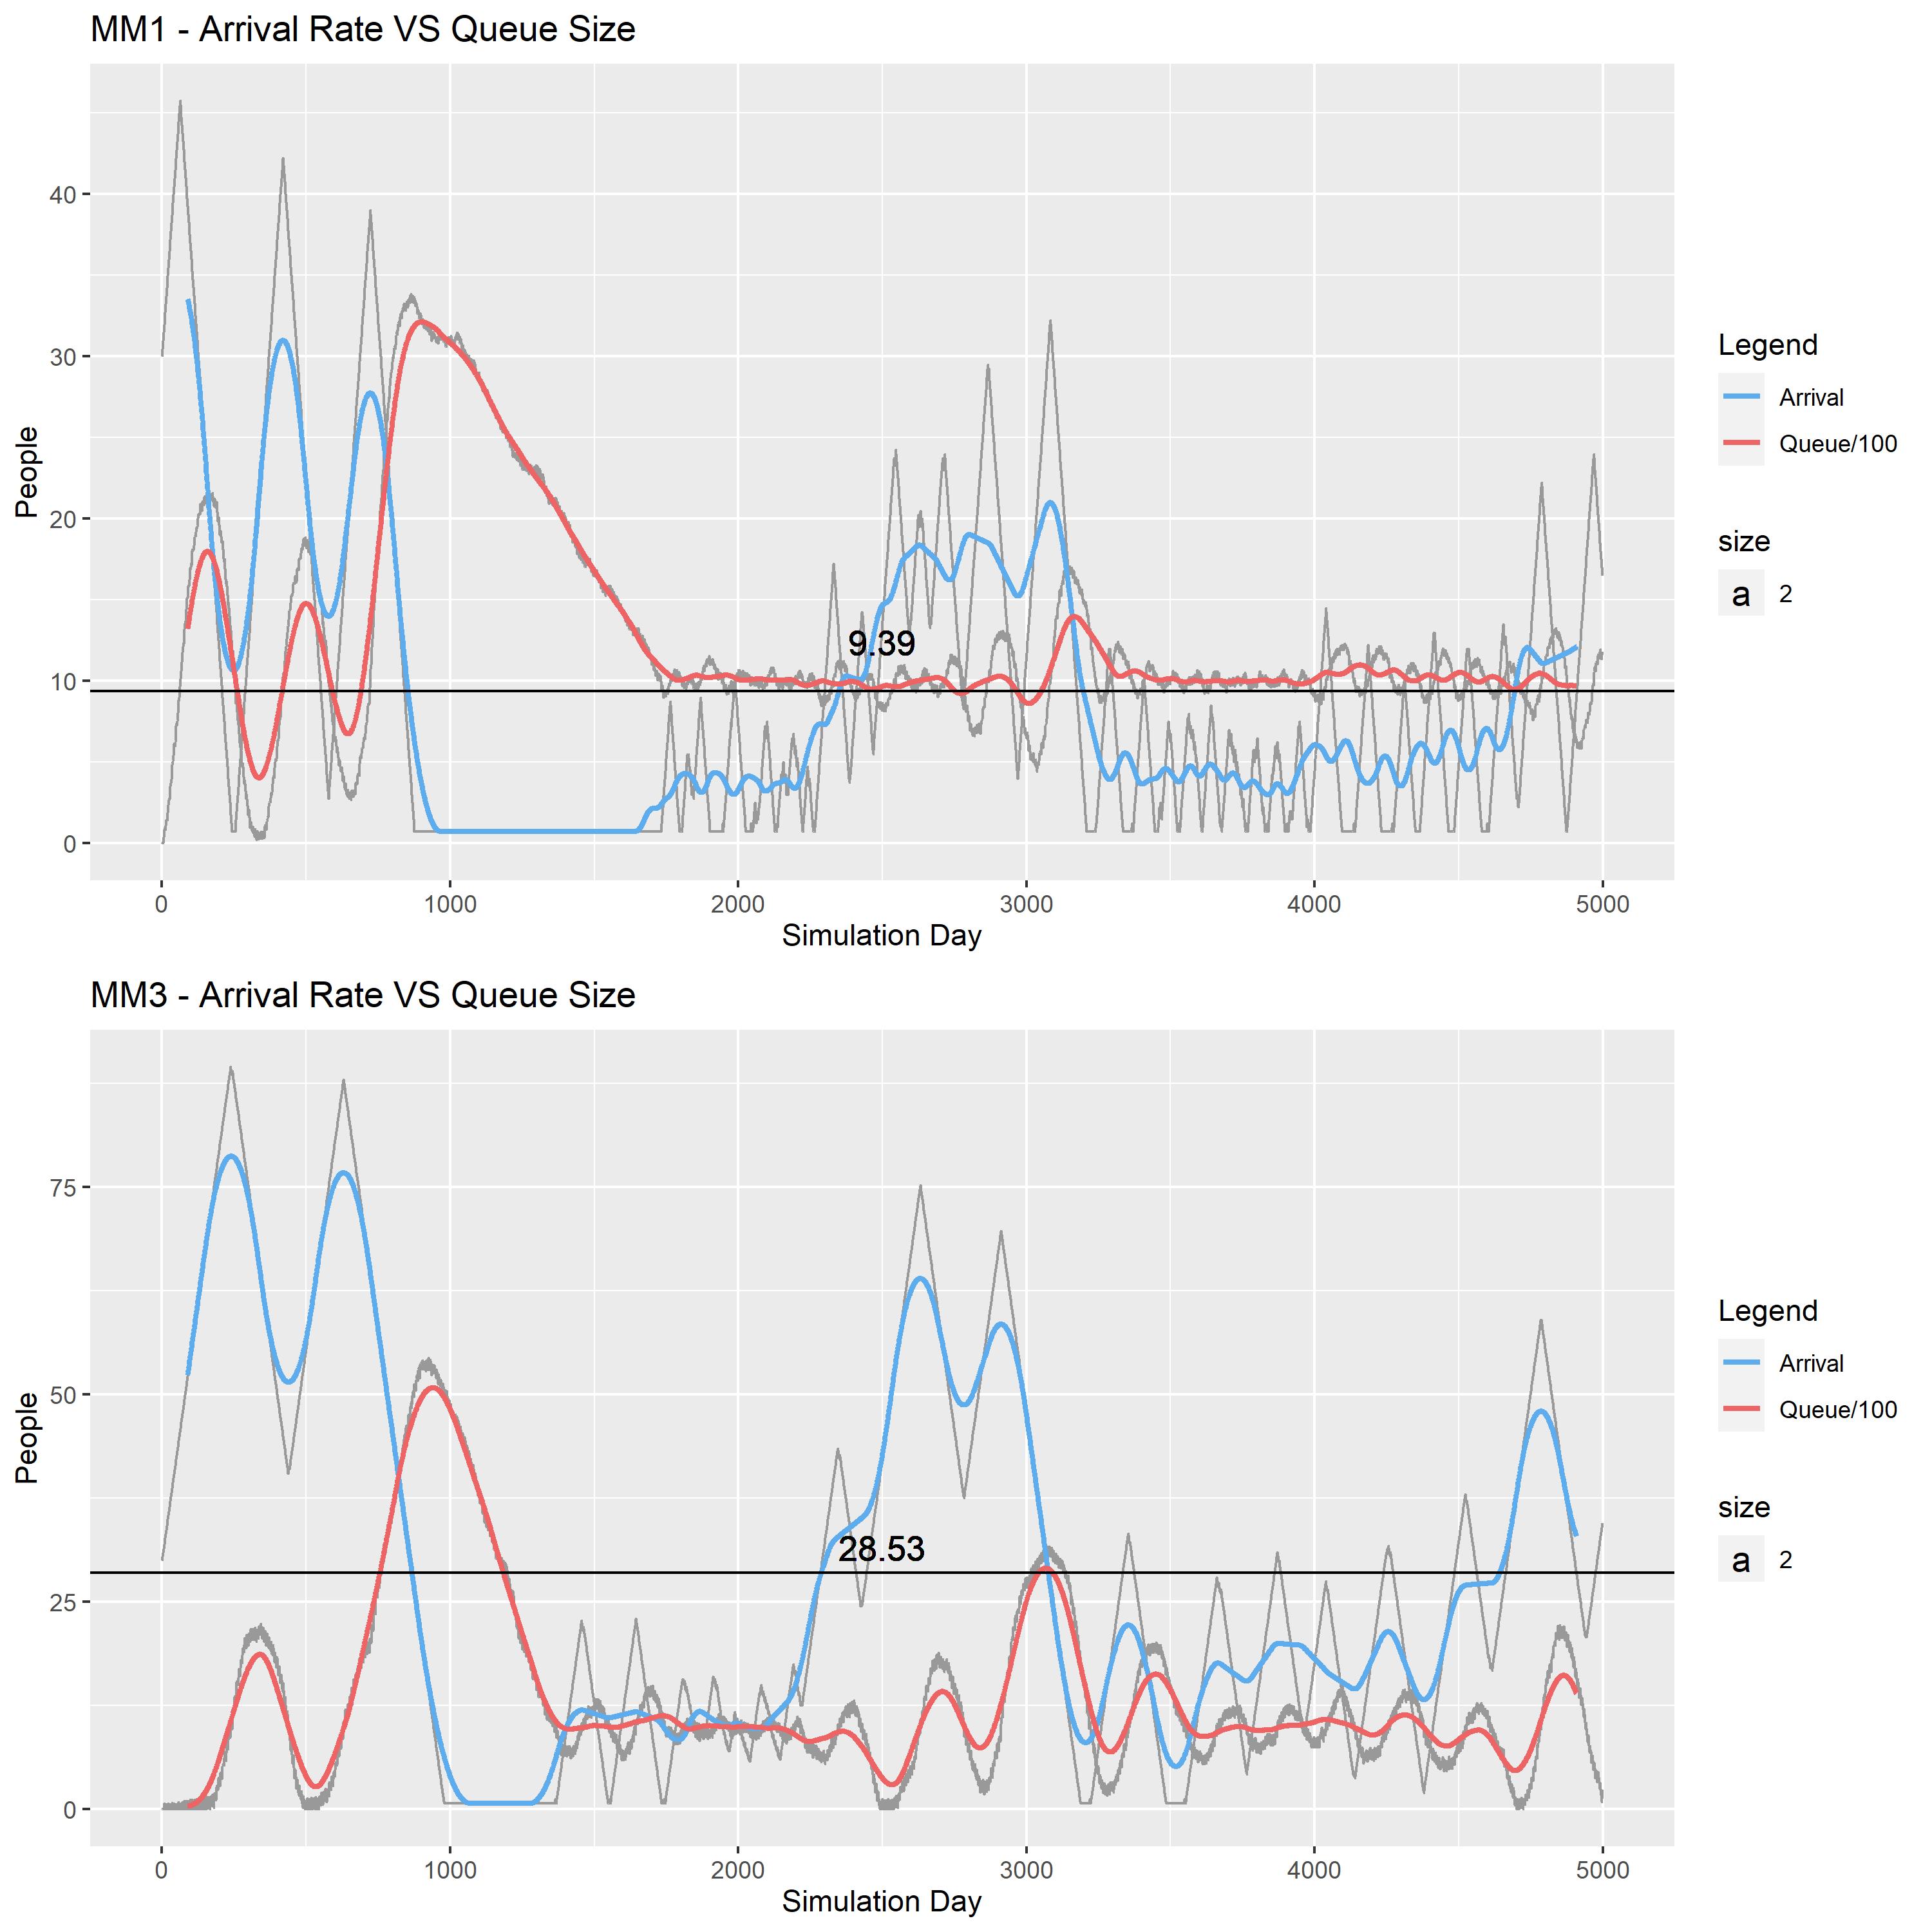 MM1 - Arrival Rate VS Queue Size
People
40
30
20
10
0
9.39
0 1000 2000 3000 4000 5000
Simulation Day
Legend
Arrival
Queue/100
size
a 2
MM3 - Arrival Rate VS Queue Size
People
75
50
25
0
28.53
0 1000 2000 3000 4000 5000
Simulation Day
Legend
Arrival
Queue/100
size
a 2